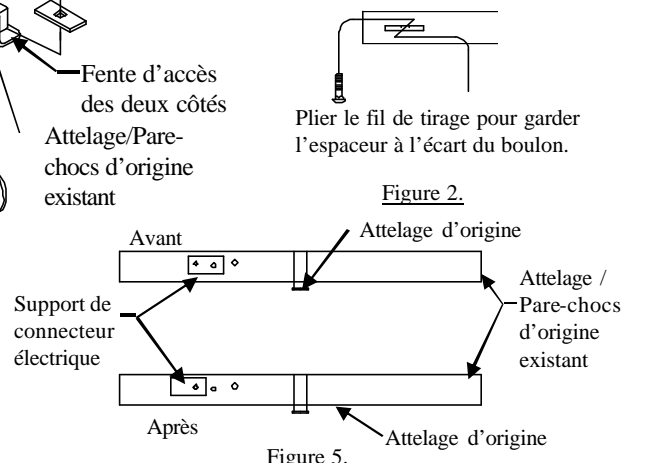 Fente d’accès
des deux côtés
Attelage/Pare-
chocs d’origine
existant
Plier le fil de tirage pour garder
l’espaceur à l’écart du boulon.
Figure 2.
Avant
Attelage d’origine
Support de
connecteur
électrique
Attelage /
Pare-chocs
d’origine
existant
Après
Attelage d’origine
Figure 5.